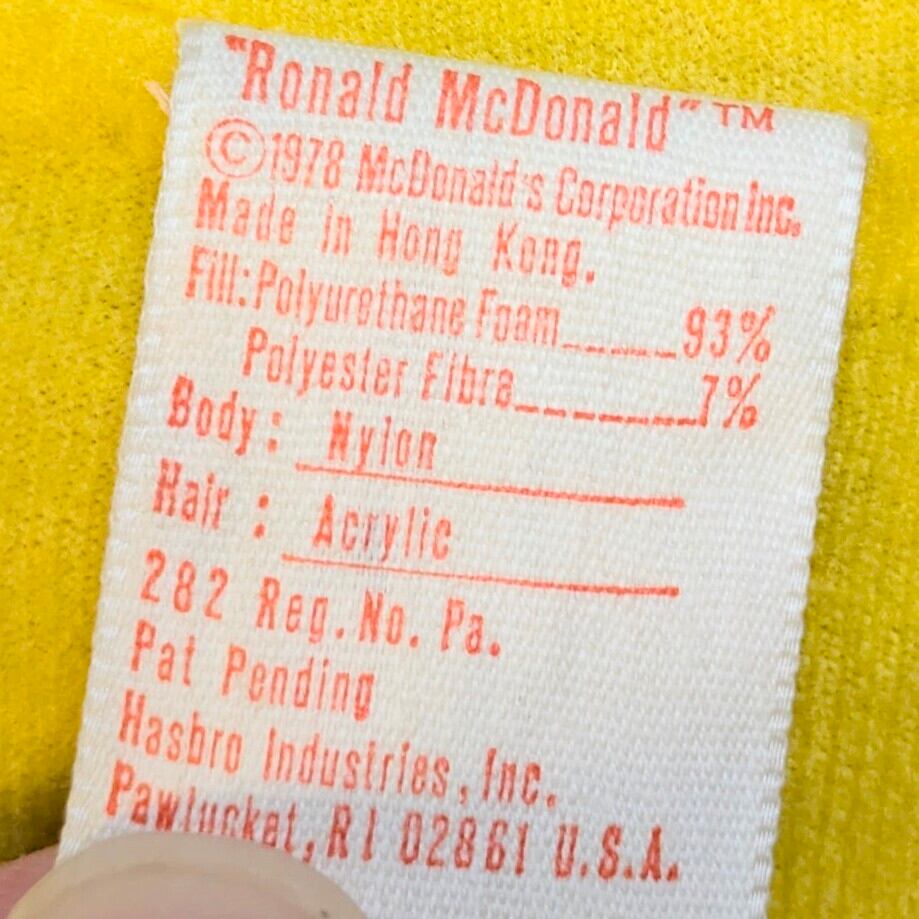 "Ronald McDonald" ™
©1978 McDonald's Corporation Inc.
Made in Hong Kong.
Fill: Polyurethane Foam______93%
Polyester Fibra________7%
Body: Nylon
Hair: Acrylic
282 Reg. No. Pa.
Pat Pending
Hasbro Industries, Inc.
Pawtucket, RI 02861 U.S.A.